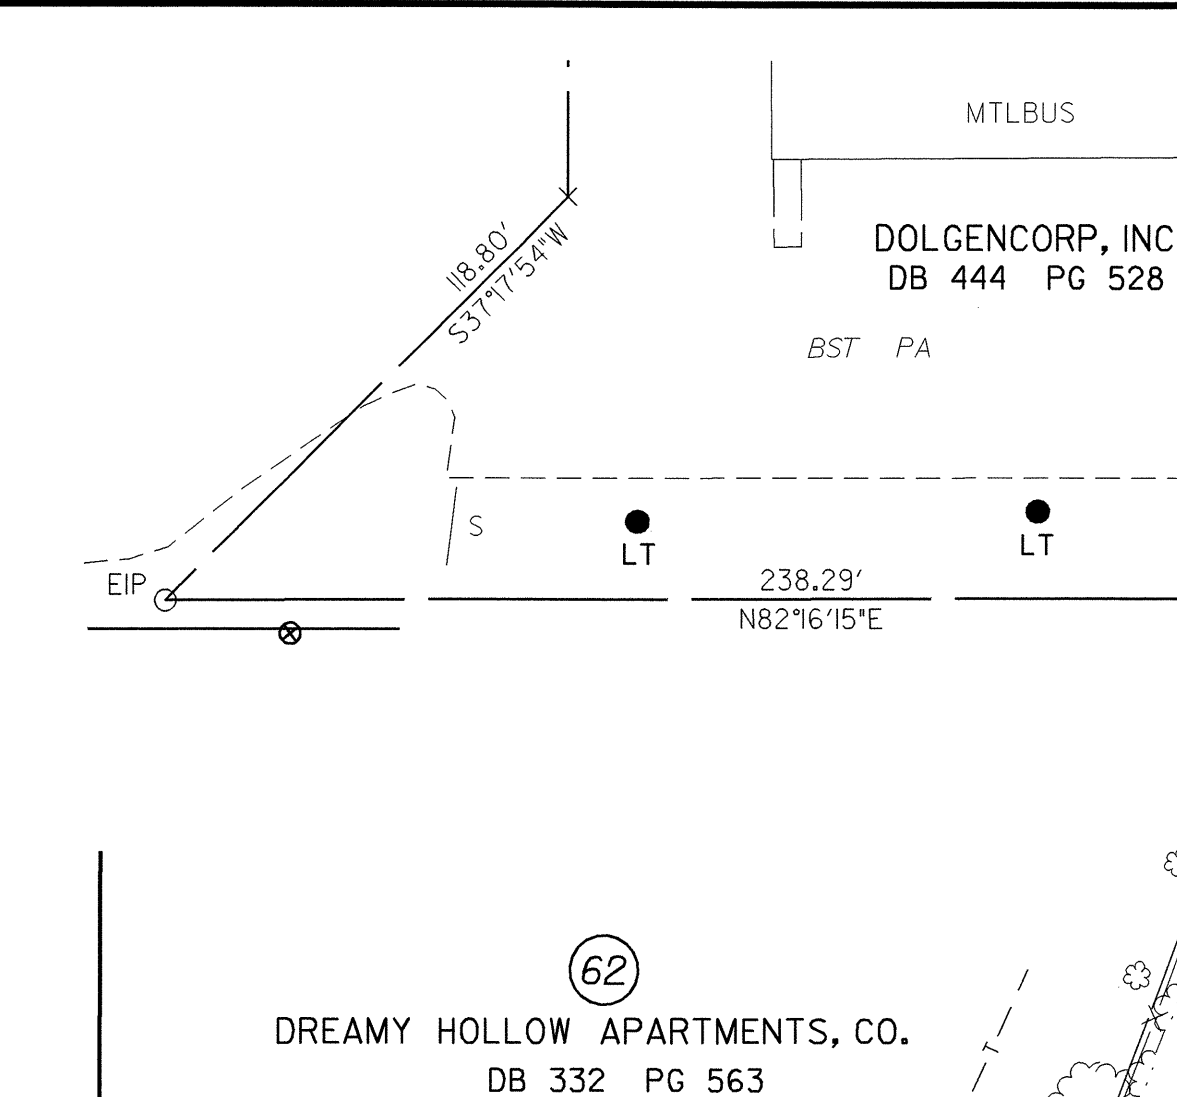 MTLBUS
118.80'
S37°17'54"W
DOLGENCORP, INC
DB 444 PG 528
BST PA
S
LT
LT
EIP
238.29'
N82°16'15"E
62
DREAMY HOLLOW APARTMENTS, CO.
DB 332 PG 563
T